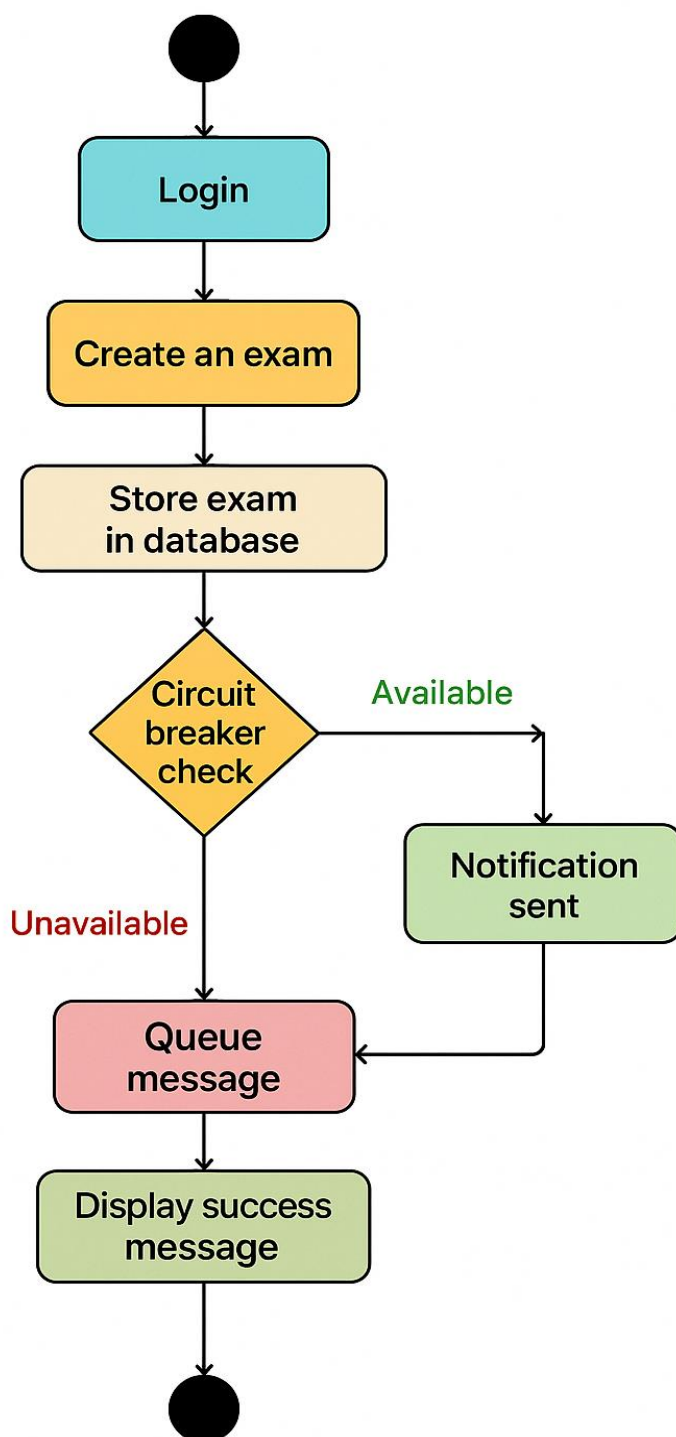 Login
Create an exam
Store exam
in database
Circuit
breaker
check
Available
Notification
sent
Unavailable
Queue
message
Display success
message